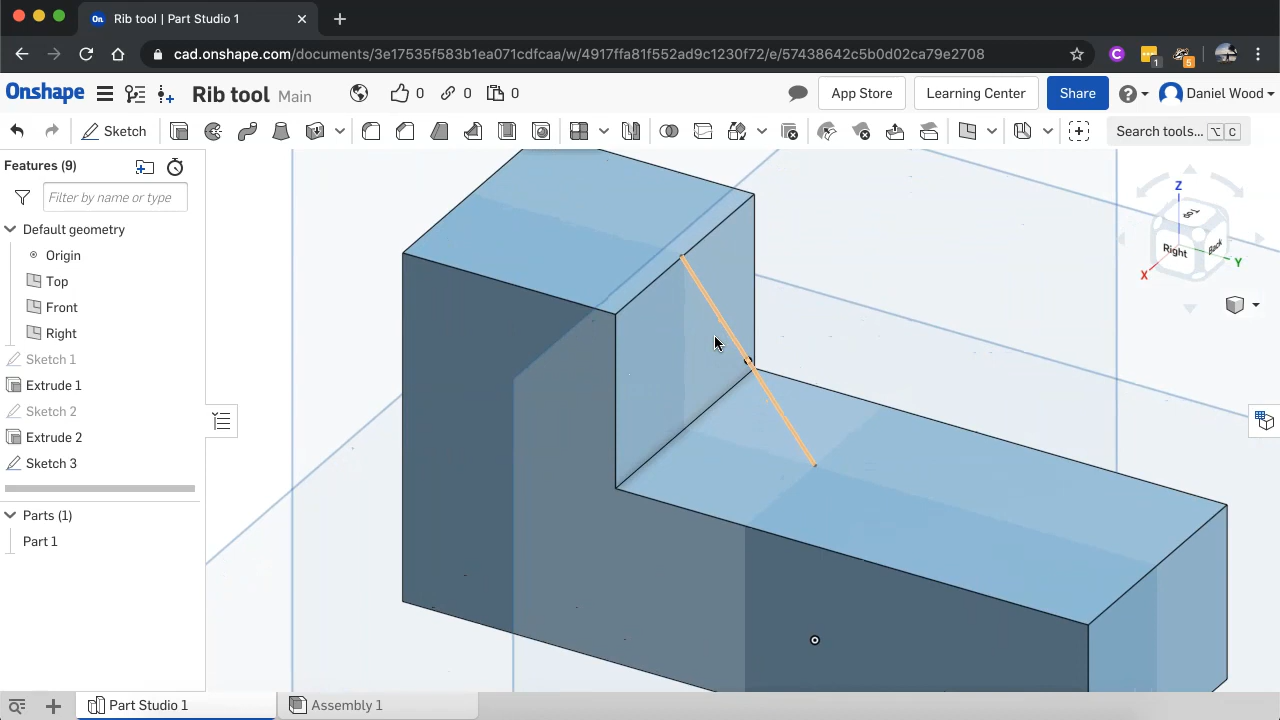 Rib tool | Part Studio 1
cad.onshape.com/documents/3e17535f583b1ea071cdfcaa/w/4917ffa81f552ad9c1230f72/e/57438642c5b0d02ca79e2708
C
1
5
Onshape
Rib tool Main
0
0
0
App Store
Learning Center
Share
Daniel Wood
Sketch
Search tools... ⌥ C
Features (9)
Filter by name or type
Default geometry
Origin
Top
Front
Right
Sketch 1
Extrude 1
Sketch 2
Extrude 2
Sketch 3
Parts (1)
Part 1
Z
Top
Right
Back
X
Y
Part Studio 1
Assembly 1